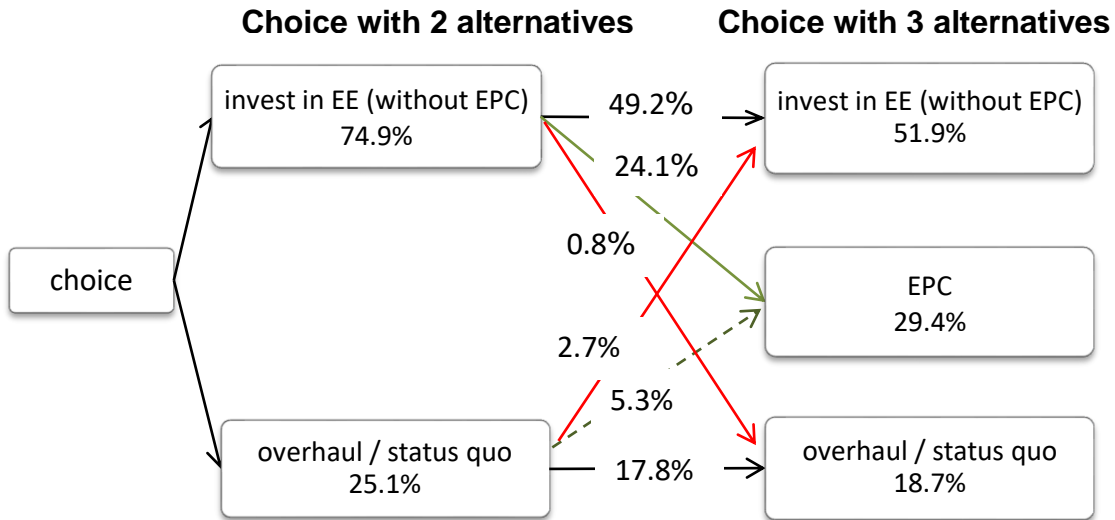 Choice with 2 alternatives
Choice with 3 alternatives
invest in EE (without EPC)
74.9%
49.2%
invest in EE (without EPC)
51.9%
24.1%
0.8%
choice
EPC
29.4%
2.7%
5.3%
overhaul / status quo
25.1%
17.8%
overhaul / status quo
18.7%